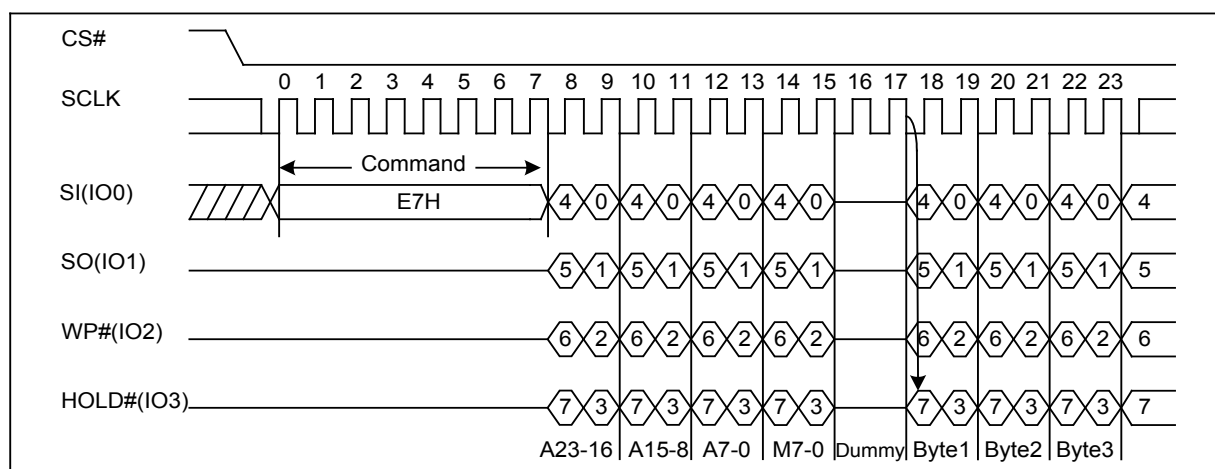 CS#
0 1 2 3 4 5 6 7 8 9 10 11 12 13 14 15 16 17 18 19 20 21 22 23
SCLK
Command
SI(IO0)
E7H 4 0 4 0 4 0 4 0 4 0 4 0 4 0 4
SO(IO1) 5 1 5 1 5 1 5 1 5 1 5 1 5 1 5
WP#(IO2) 6 2 6 2 6 2 6 2 6 2 6 2 6 2 6
HOLD#(IO3) 7 3 7 3 7 3 7 3 7 3 7 3 7 3 7
A23-16 A15-8 A7-0 M7-0 Dummy Byte1 Byte2 Byte3